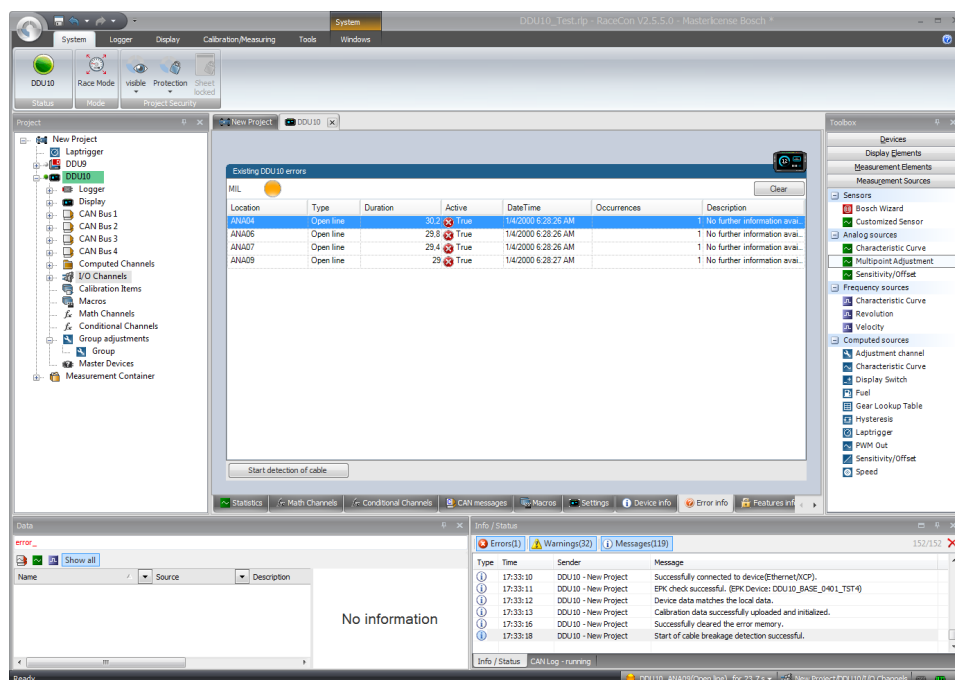 System
DDU10_Test.rlp - RaceCon V2.5.5.0 - Masterlicense Bosch *
System Logger Display Calibration/Measuring Tools Windows
DDU10 Race Mode visible Protection Sheet locked
Status Mode Project Security
Project
New Project
Laptrigger
DDU9
DDU10
Logger
Display
CAN Bus 1
CAN Bus 2
CAN Bus 3
CAN Bus 4
Computed Channels
I/O Channels
Calibration Items
Macros
Math Channels
Conditional Channels
Group adjustments
Group
Master Devices
Measurement Container
New Project DDU10
Existing DDU10 errors
MIL Clear
Location Type Duration Active DateTime Occurrences Description
ANA04 Open line 30,2 True 1/4/2000 6:28:26 AM 1 No further information avai...
ANA06 Open line 29,8 True 1/4/2000 6:28:26 AM 1 No further information avai...
ANA07 Open line 29,4 True 1/4/2000 6:28:26 AM 1 No further information avai...
ANA09 Open line 29 True 1/4/2000 6:28:27 AM 1 No further information avai...
Start detection of cable
Statistics Math Channels Conditional Channels CAN messages Macros Settings Device info Error info Features info
Toolbox
Devices
Display Elements
Measurement Elements
Measurement Sources
Sensors
Bosch Wizard
Customized Sensor
Analog sources
Characteristic Curve
Multipoint Adjustment
Sensitivity/Offset
Frequency sources
Characteristic Curve
Revolution
Velocity
Computed sources
Adjustment channel
Characteristic Curve
Display Switch
Fuel
Gear Lookup Table
Hysteresis
Laptrigger
PWM Out
Sensitivity/Offset
Speed
Data
error_
Show all
Name Source Description
No information
Info / Status
Errors(1) Warnings(32) Messages(119) 152/152
Type Time Sender Message
17:33:10 DDU10 - New Project Successfully connected to device(Ethernet/XCP).
17:33:11 DDU10 - New Project EPK check successful. (EPK Device: DDU10_BASE_0401_TST4)
17:33:12 DDU10 - New Project Device data matches the local data.
17:33:13 DDU10 - New Project Calibration data successfully uploaded and initialized.
17:33:16 DDU10 - New Project Successfully cleared the error memory.
17:33:18 DDU10 - New Project Start of cable breakage detection successful.
Info / Status CAN Log - running
Ready DDU10 ANA09(Open line) for 23,7 s New Project/DDU10/I/O Channels